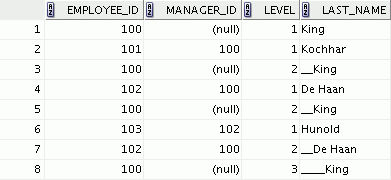 EMPLOYEE_ID MANAGER_ID LEVEL LAST_NAME
1 100 (null) 1 King
2 101 100 1 Kochhar
3 100 (null) 2 __King
4 102 100 1 De Haan
5 100 (null) 2 __King
6 103 102 1 Hunold
7 102 100 2 __De Haan
8 100 (null) 3 ____King